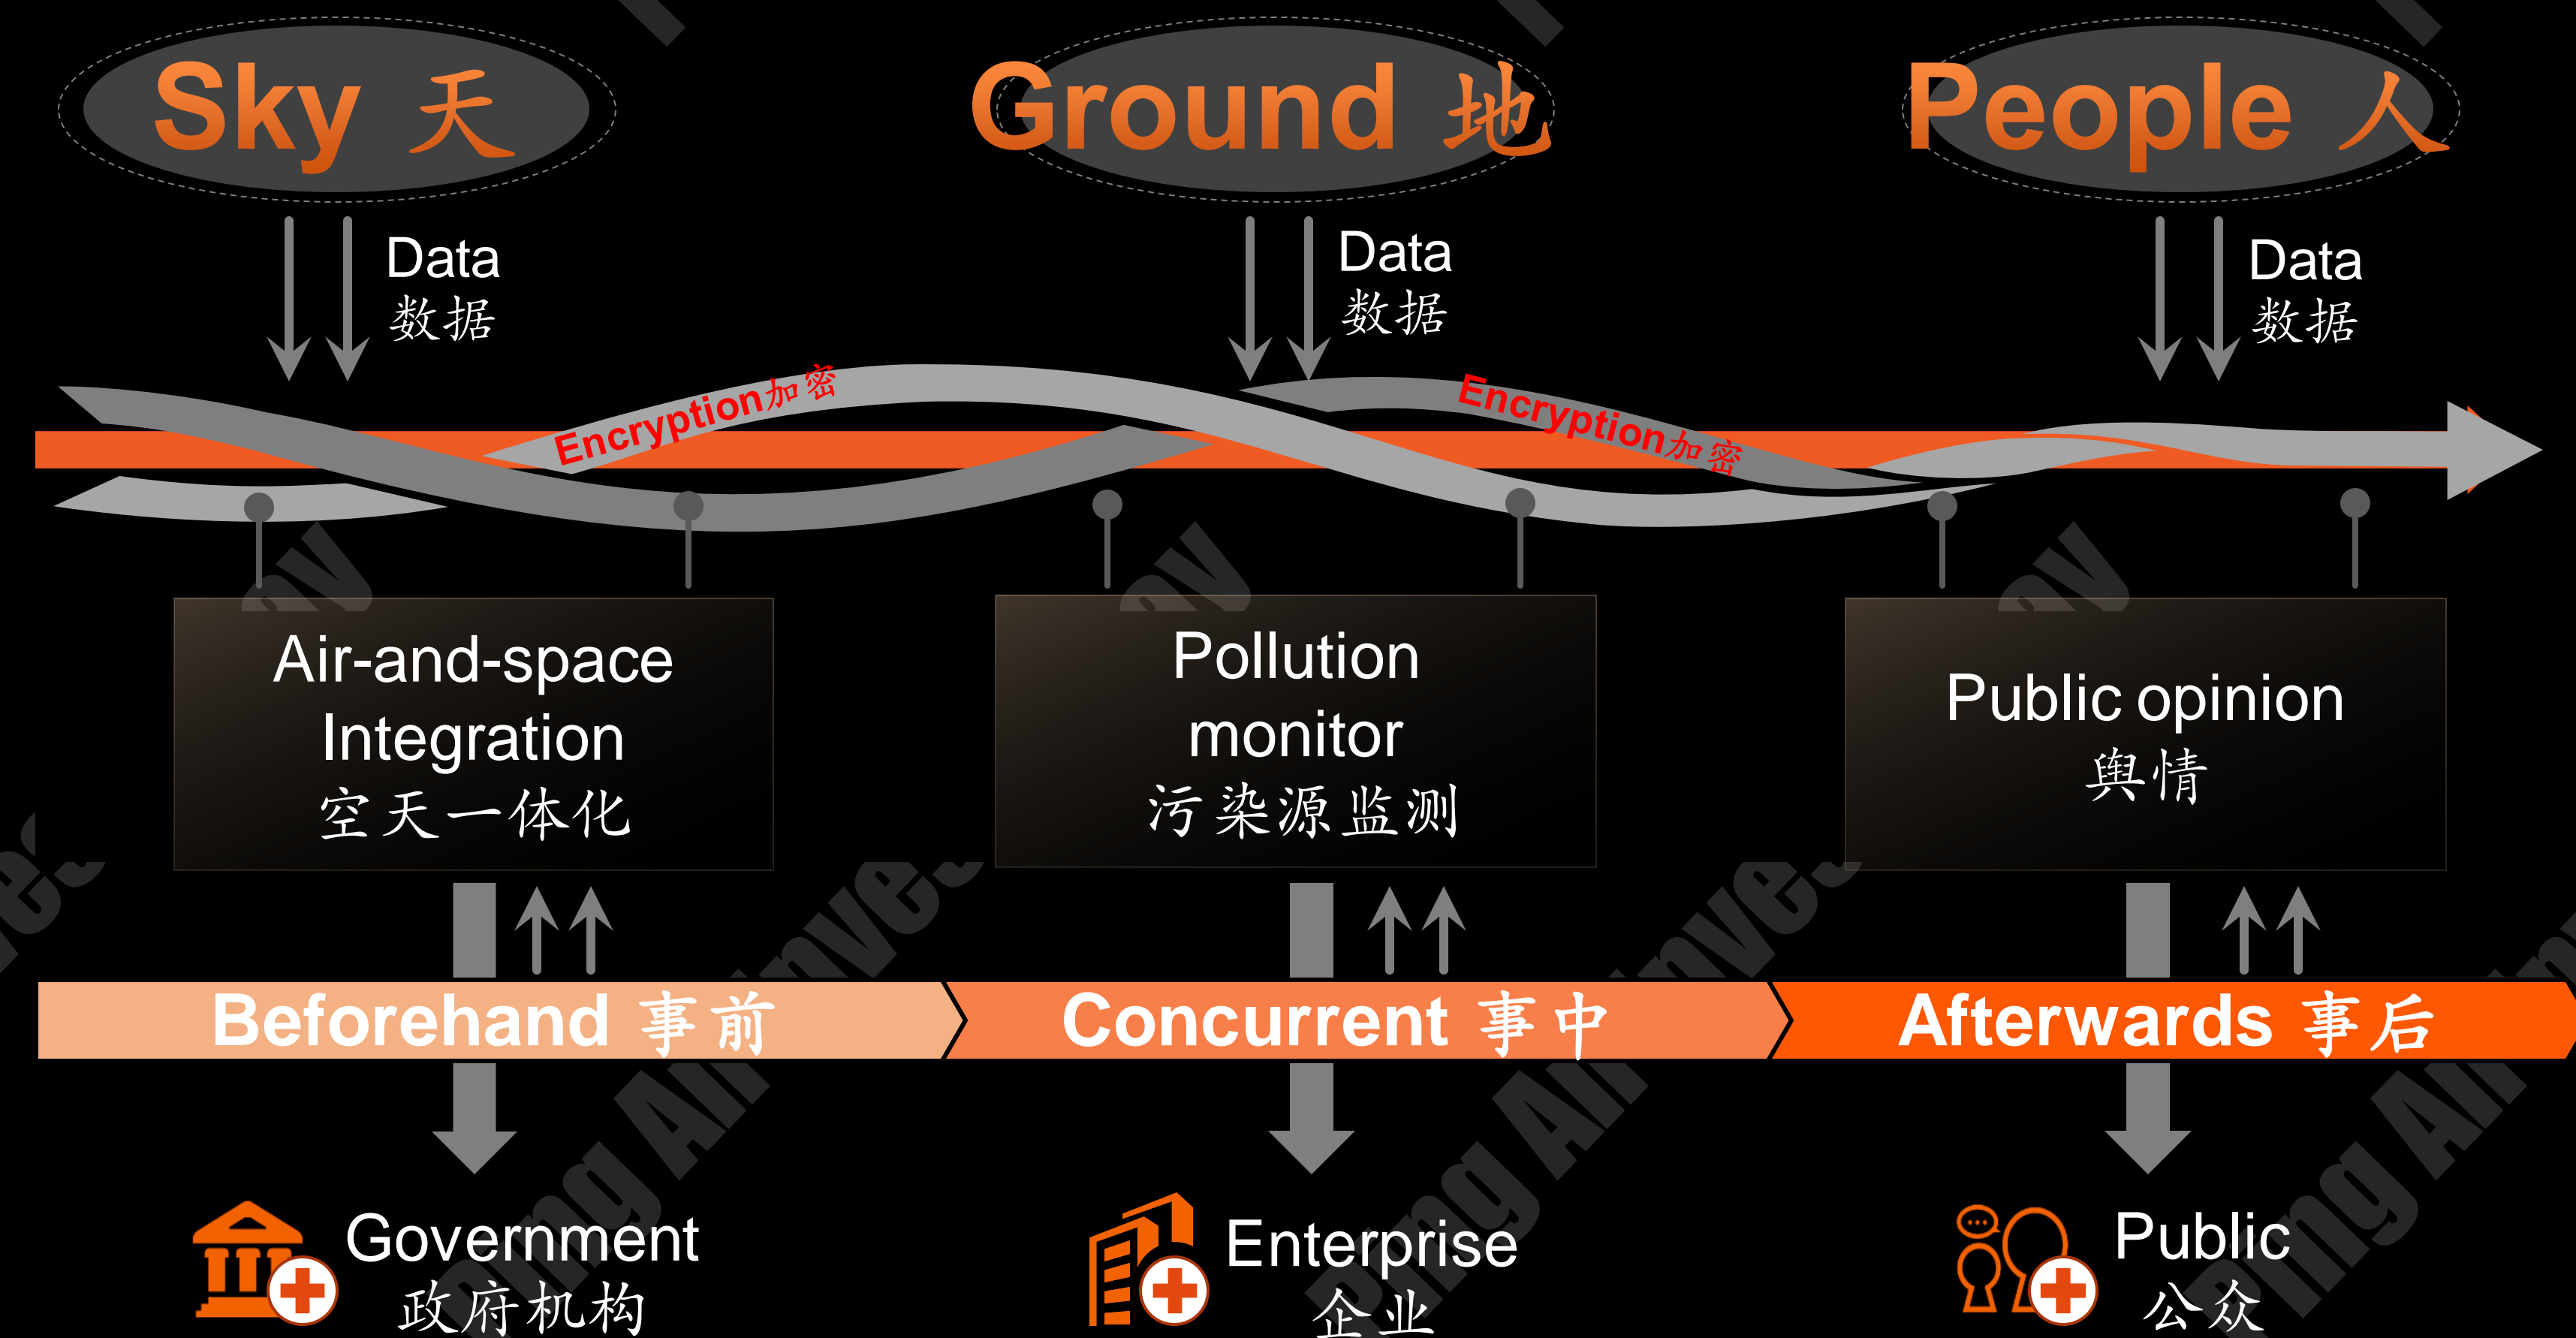 Sky 天
Ground 地
People 人
Data
数据
Data
数据
Data
数据
Encryption加密
Encryption加密
Air-and-space
Integration
空天一体化
Pollution
monitor
污染源监测
Public opinion
舆情
Beforehand 事前
Concurrent 事中
Afterwards 事后
Government
政府机构
Enterprise
企业
Public
公众